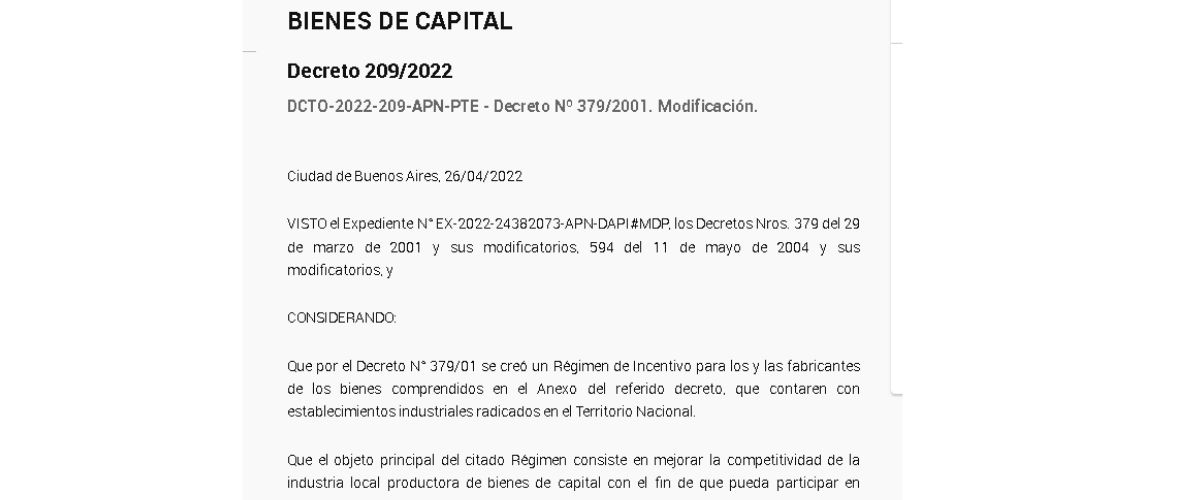 BIENES DE CAPITAL
Decreto 209/2022
DCTO-2022-209-APN-PTE - Decreto Nº 379/2001. Modificación.
Ciudad de Buenos Aires, 26/04/2022
VISTO el Expediente N° EX-2022-24382073-APN-DAPI#MDP, los Decretos Nros. 379 del 29
de marzo de 2001 y sus modificatorios, 594 del 11 de mayo de 2004 y sus
modificatorios, y
CONSIDERANDO:
Que por el Decreto N° 379/01 se creó un Régimen de Incentivo para los y las fabricantes
de los bienes comprendidos en el Anexo del referido decreto, que contaren con
establecimientos industriales radicados en el Territorio Nacional.
Que el objeto principal del citado Régimen consiste en mejorar la competitividad de la
industria local productora de bienes de capital con el fin de que pueda participar en